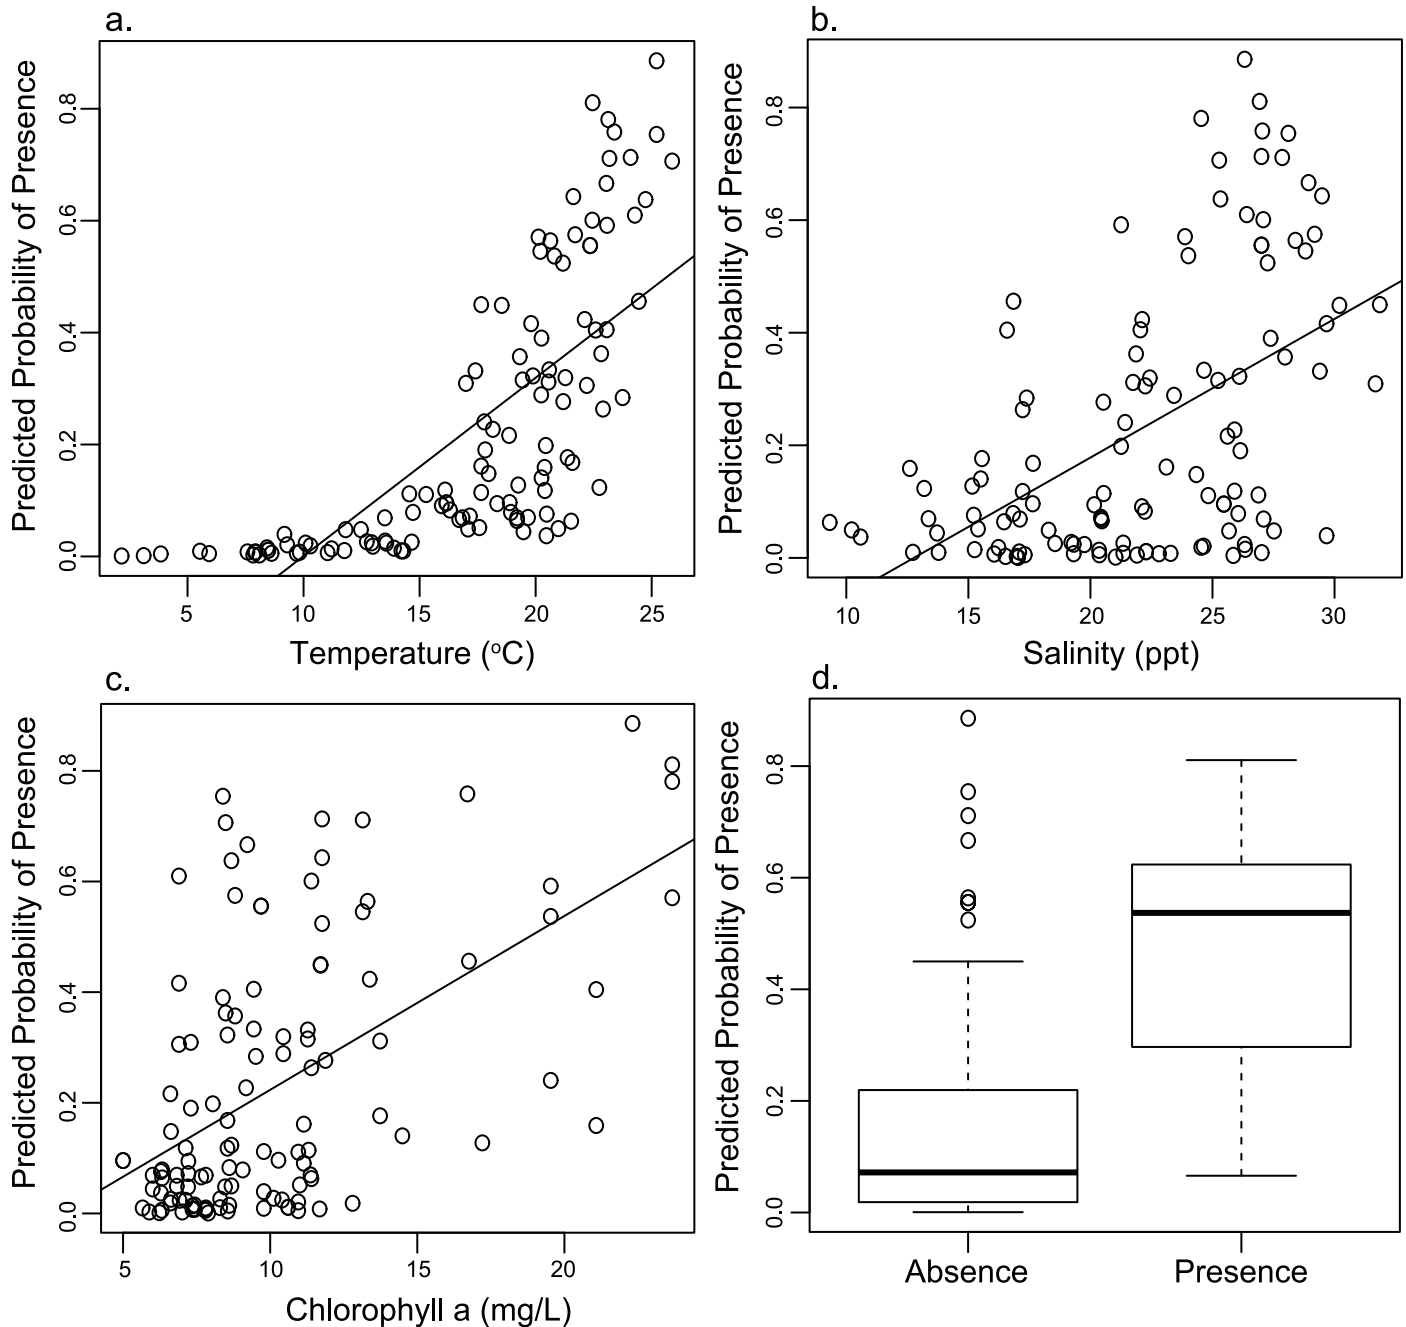 a.
Predicted Probability of Presence
0.8
0.6
0.4
0.2
0.0
5 10 15 20 25
Temperature (°C)
b.
Predicted Probability of Presence
0.8
0.6
0.4
0.2
0.0
10 15 20 25 30
Salinity (ppt)
c.
Predicted Probability of Presence
0.8
0.6
0.4
0.2
0.0
5 10 15 20
Chlorophyll a (mg/L)
d.
Predicted Probability of Presence
0.8
0.6
0.4
0.2
0.0
Absence Presence